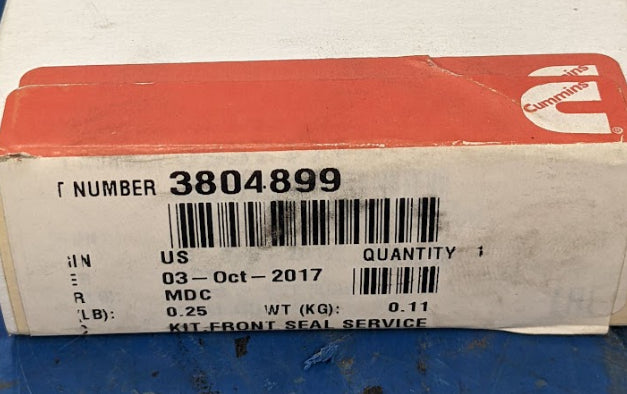 Cummins
T NUMBER 3804899
IN US QUANTITY 1
E 03-Oct-2017
R MDC
(LB): 0.25 WT (KG): 0.11
KIT-FRONT SEAL SERVICE